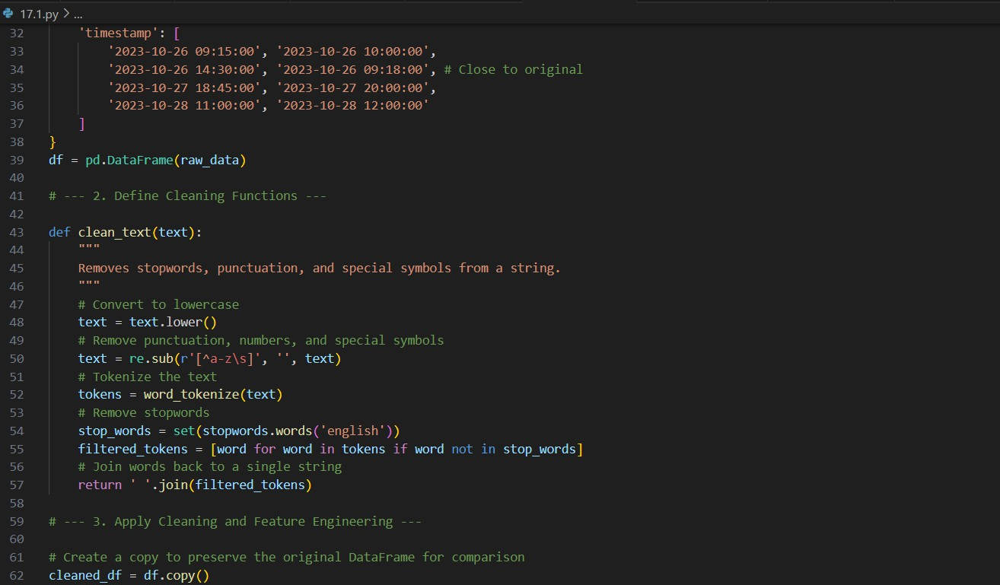 17.1.py > ...
32 'timestamp': [
33 '2023-10-26 09:15:00', '2023-10-26 10:00:00',
34 '2023-10-26 14:30:00', '2023-10-26 09:18:00', # Close to original
35 '2023-10-27 18:45:00', '2023-10-27 20:00:00',
36 '2023-10-28 11:00:00', '2023-10-28 12:00:00'
37 ]
38 }
39 df = pd.DataFrame(raw_data)
40
41 # --- 2. Define Cleaning Functions ---
42
43 def clean_text(text):
44 """
45 Removes stopwords, punctuation, and special symbols from a string.
46 """
47 # Convert to lowercase
48 text = text.lower()
49 # Remove punctuation, numbers, and special symbols
50 text = re.sub(r'[^a-z\s]', '', text)
51 # Tokenize the text
52 tokens = word_tokenize(text)
53 # Remove stopwords
54 stop_words = set(stopwords.words('english'))
55 filtered_tokens = [word for word in tokens if word not in stop_words]
56 # Join words back to a single string
57 return ' '.join(filtered_tokens)
58
59 # --- 3. Apply Cleaning and Feature Engineering ---
60
61 # Create a copy to preserve the original DataFrame for comparison
62 cleaned_df = df.copy()